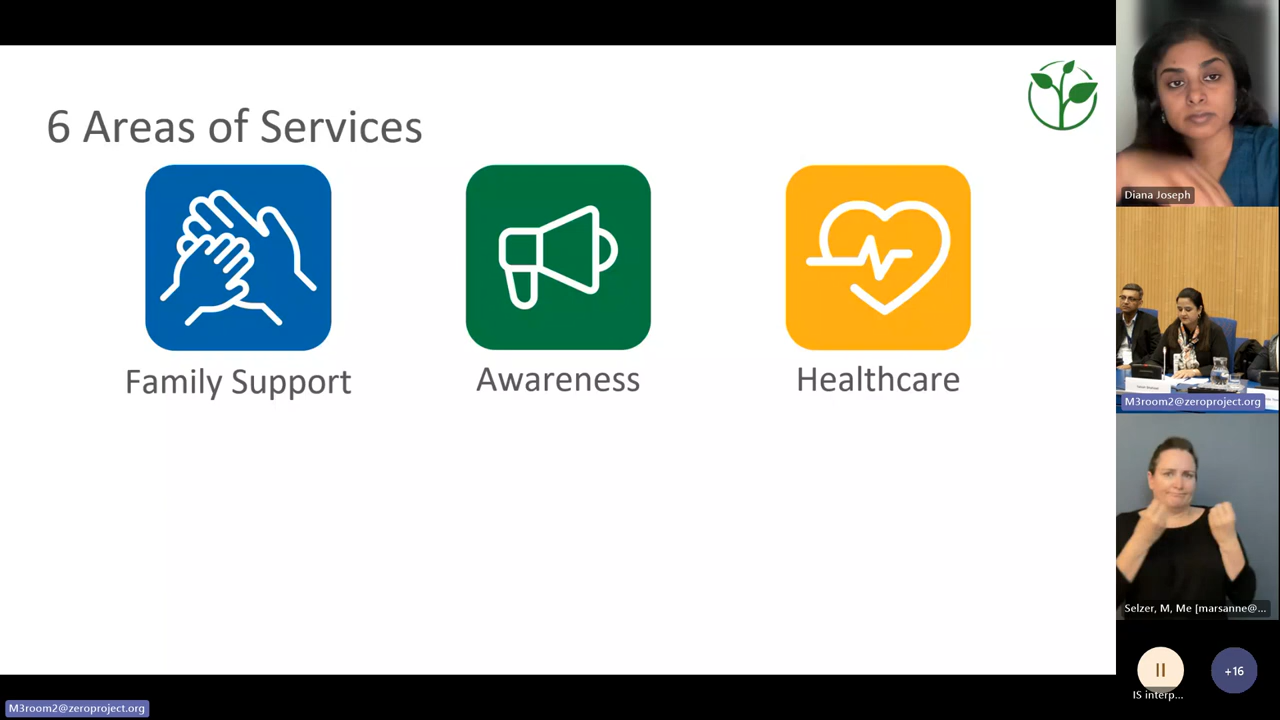 6 Areas of Services
Family Support
Awareness
Healthcare
Diana Joseph
M3room2@zeroproject.org
Selzer, M, Me [marsanne@...
IS interp...
+16
M3room2@zeroproject.org